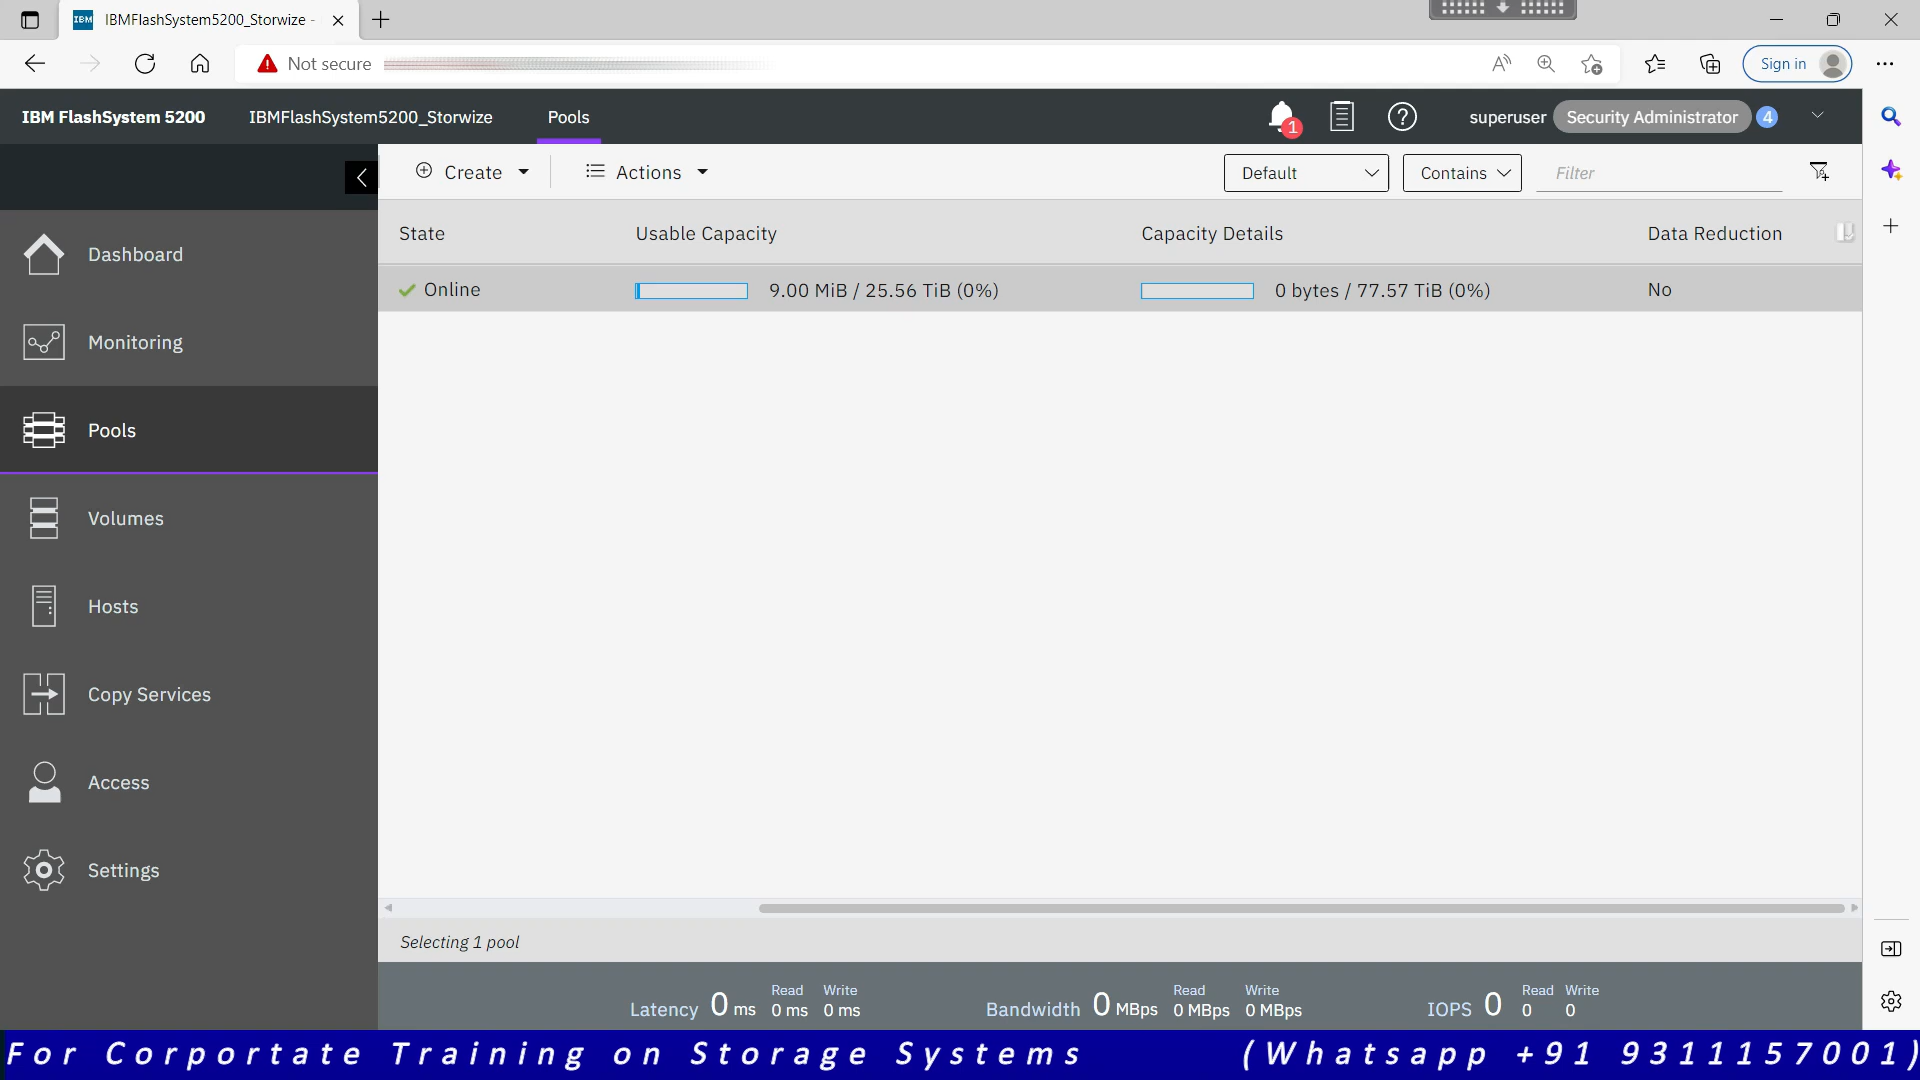 IBM IBMFlashSystem5200_Storwize -
Not secure
Sign in
IBM FlashSystem 5200 IBMFlashSystem5200_Storwize Pools 1 superuser Security Administrator 4
Create Actions Default Contains Filter
State Usable Capacity Capacity Details Data Reduction
Online 9.00 MiB / 25.56 TiB (0%) 0 bytes / 77.57 TiB (0%) No
Dashboard
Monitoring
Pools
Volumes
Hosts
Copy Services
Access
Settings
Selecting 1 pool
Latency 0 ms Read 0 ms Write 0 ms Bandwidth 0 MBps Read 0 MBps Write 0 MBps IOPS 0 Read 0 Write 0
For Corportate Training on Storage Systems (Whatsapp +91 9311157001)